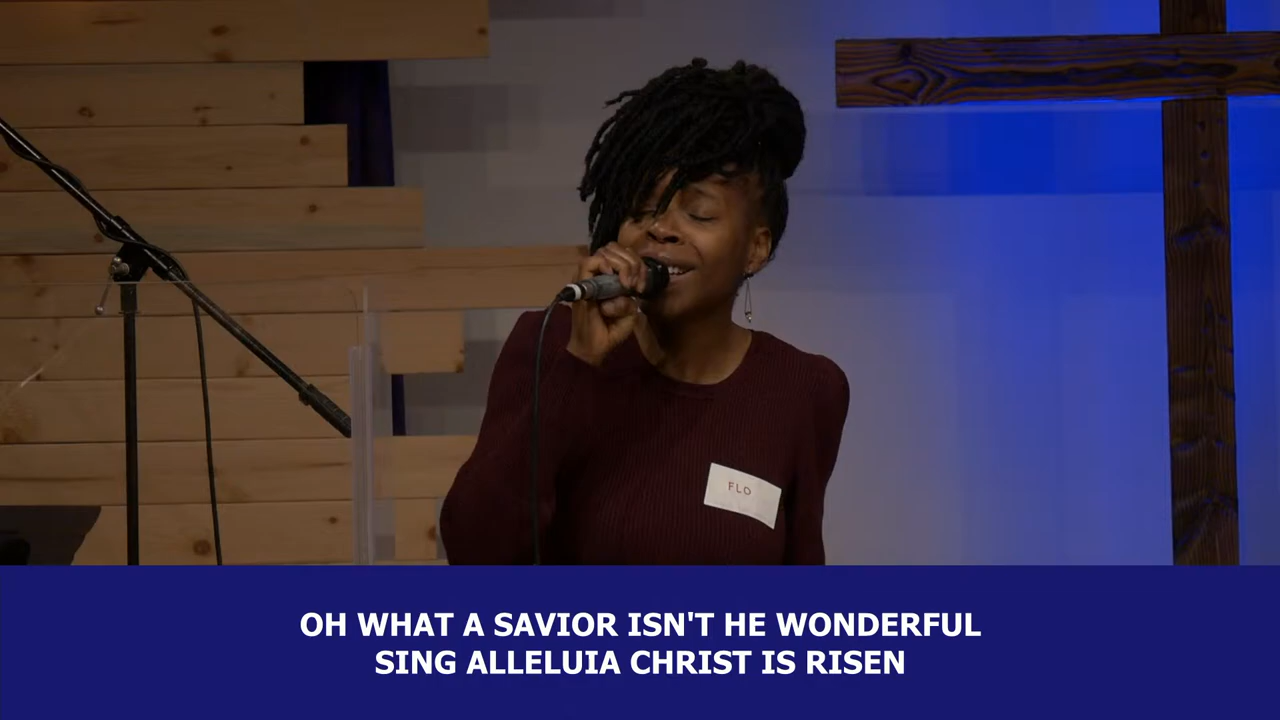 FLO
OH WHAT A SAVIOR ISN'T HE WONDERFUL
SING ALLELUIA CHRIST IS RISEN